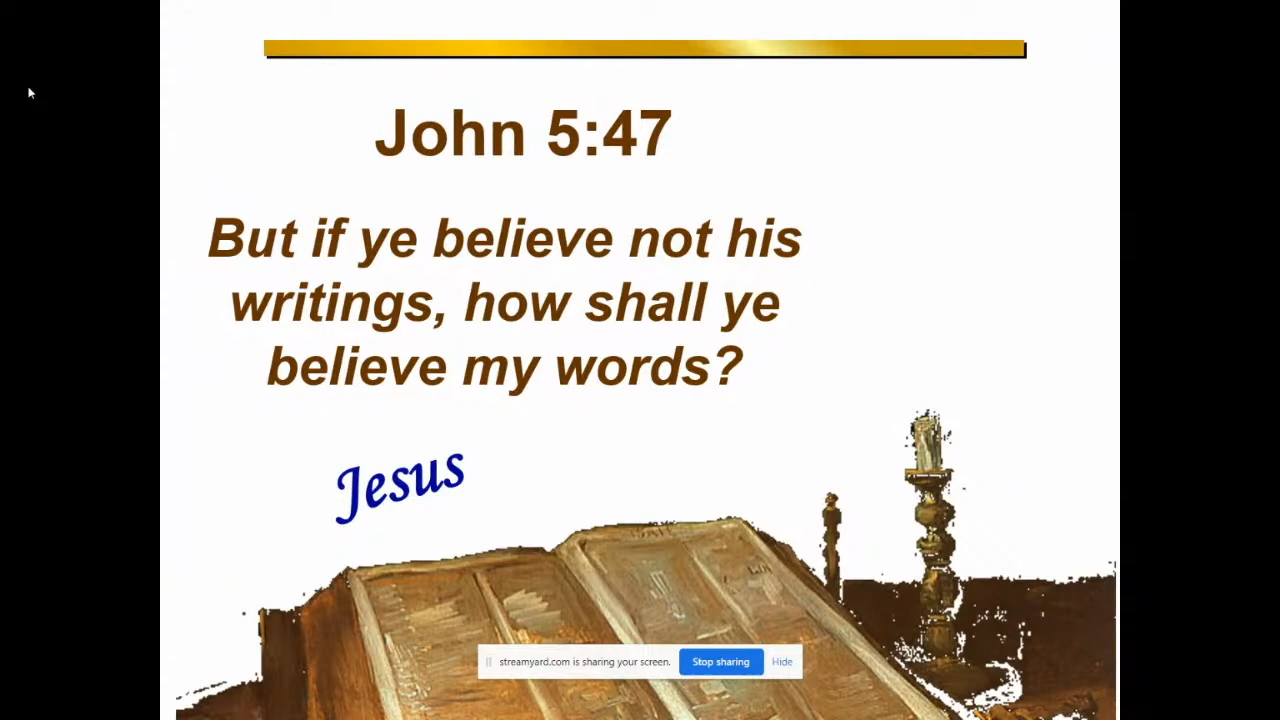 John 5:47
But if ye believe not his
writings, how shall ye
believe my words?
Jesus
streamyard.com is sharing your screen. Stop sharing Hide